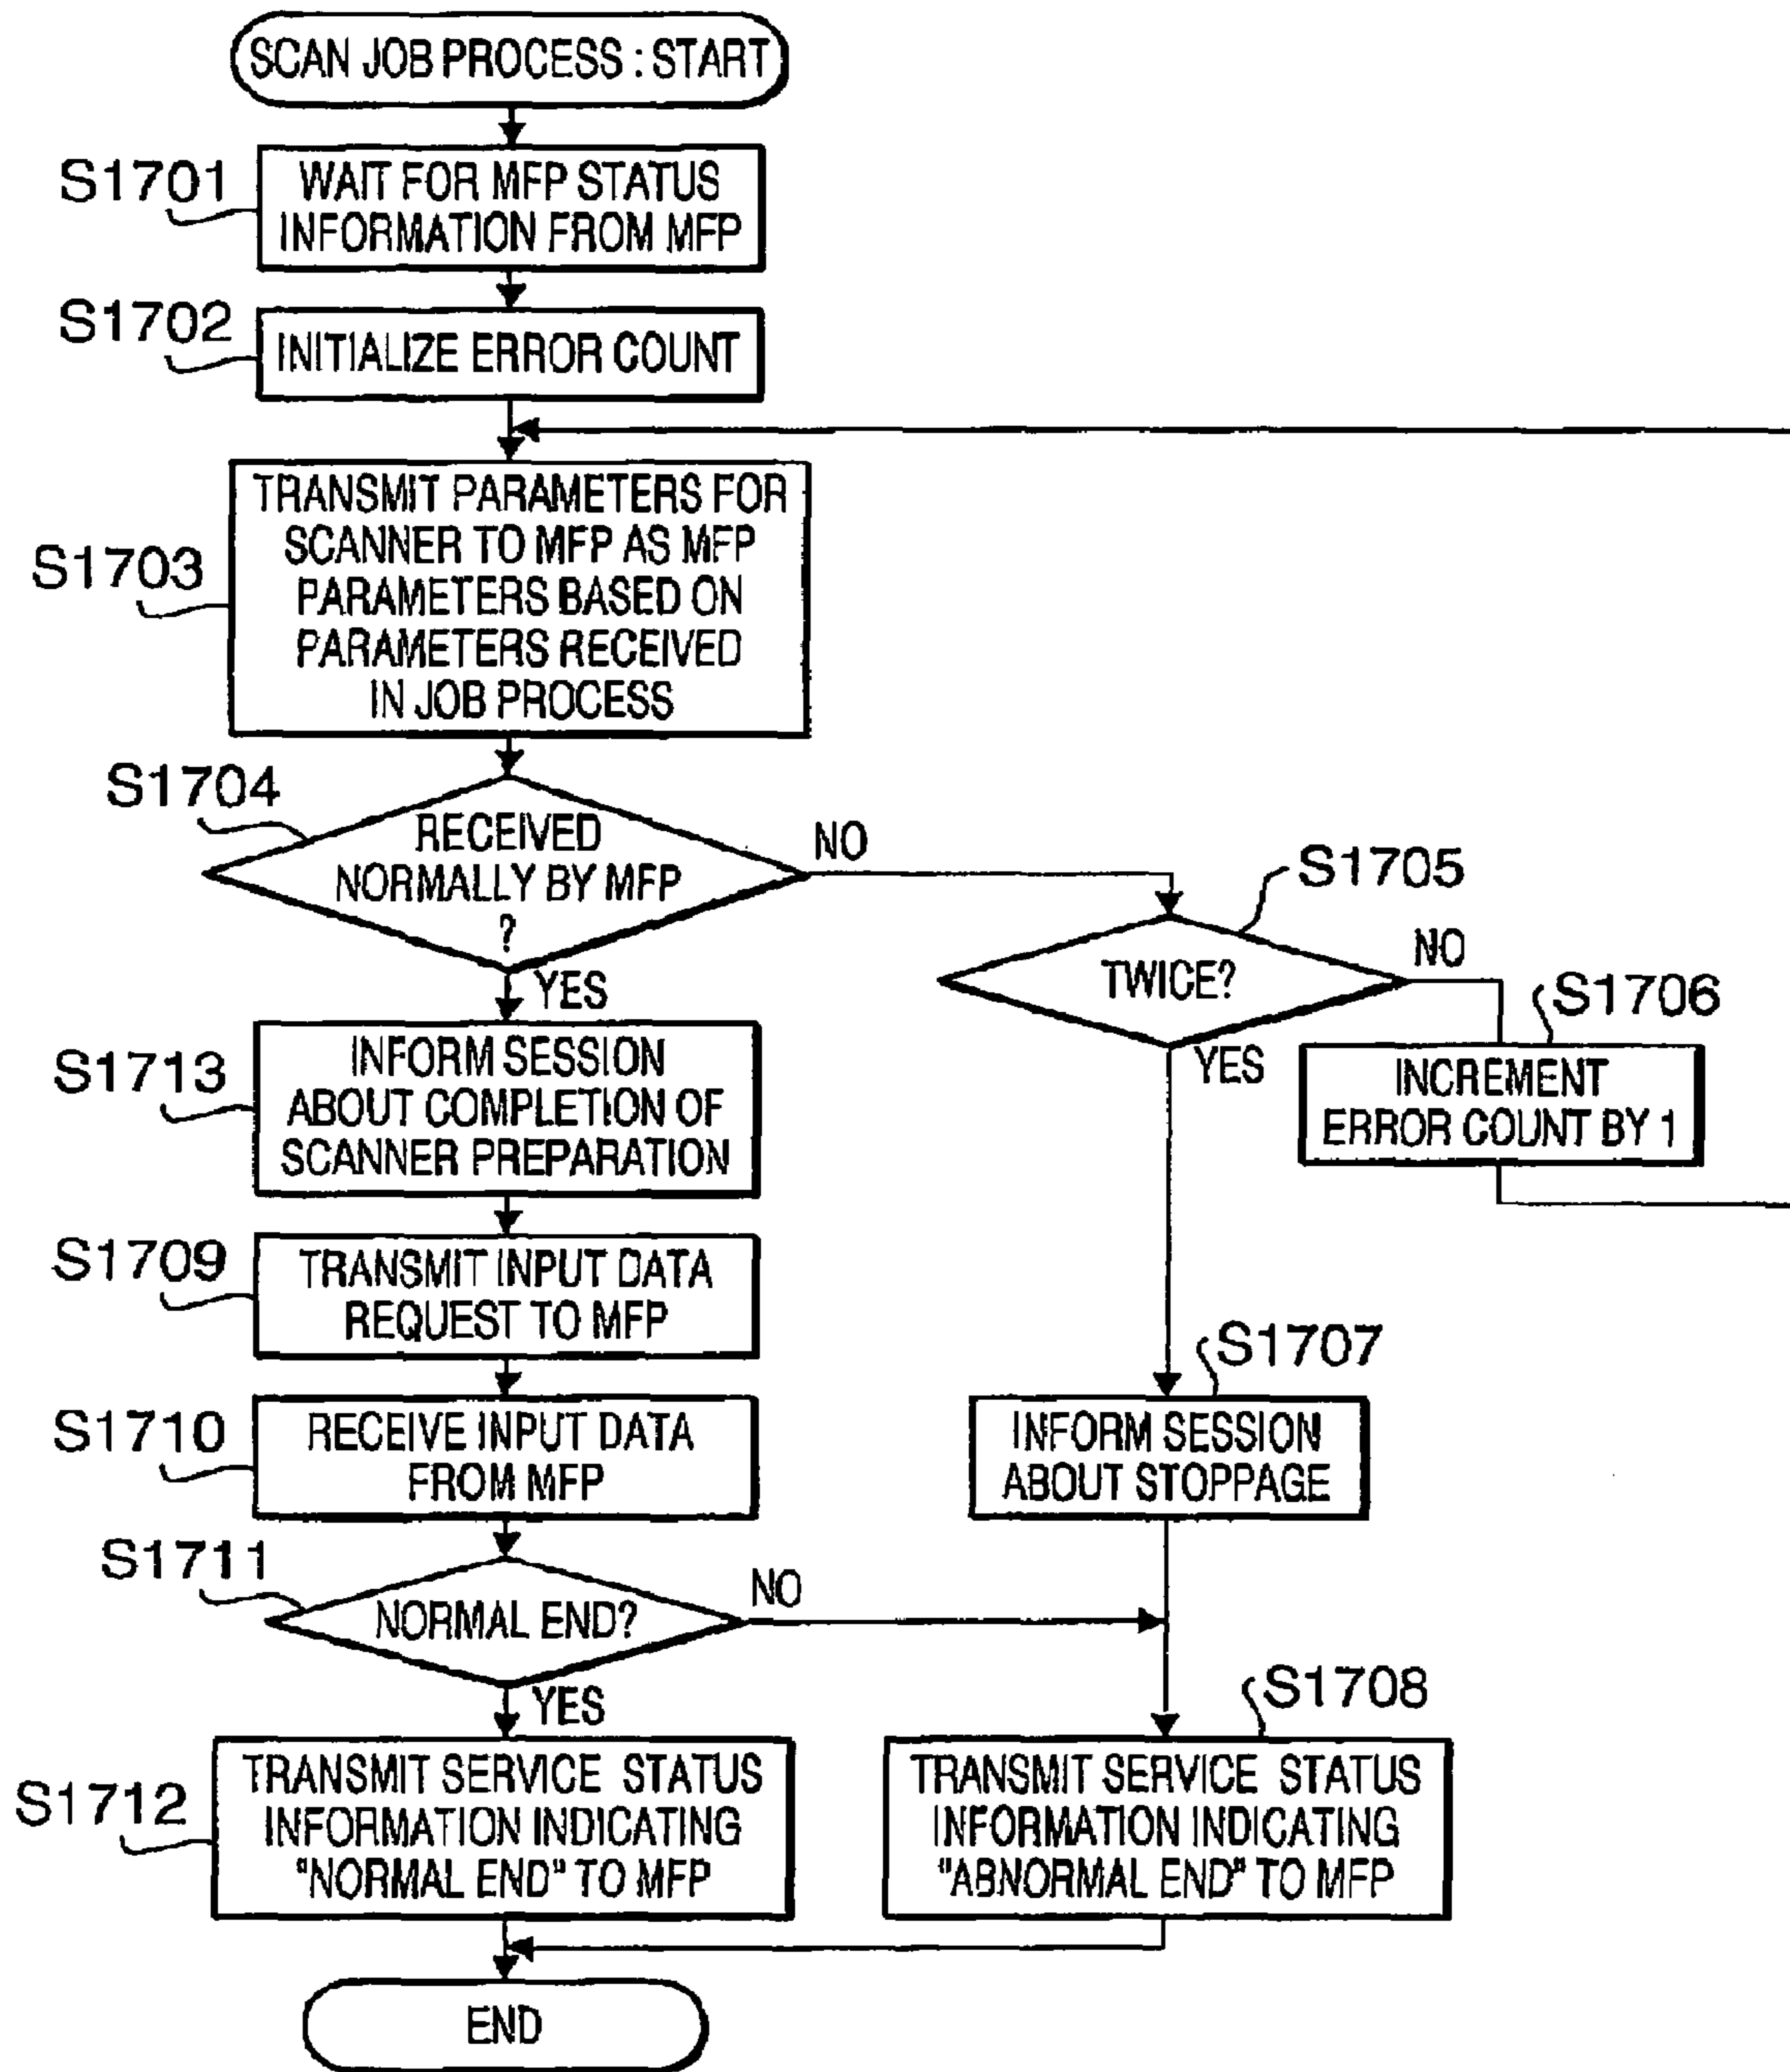 SCAN JOB PROCESS : START
S1701
WAIT FOR MFP STATUS
INFORMATION FROM MFP
S1702
INITIALIZE ERROR COUNT
S1703
TRANSMIT PARAMETERS FOR
SCANNER TO MFP AS MFP
PARAMETERS BASED ON
PARAMETERS RECEIVED
IN JOB PROCESS
S1704
RECEIVED
NORMALLY BY MFP
?
NO
YES
S1705
TWICE?
NO
YES
S1706
INCREMENT
ERROR COUNT BY 1
S1713
INFORM SESSION
ABOUT COMPLETION OF
SCANNER PREPARATION
S1709
TRANSMIT INPUT DATA
REQUEST TO MFP
S1710
RECEIVE INPUT DATA
FROM MFP
S1707
INFORM SESSION
ABOUT STOPPAGE
S1711
NORMAL END?
NO
YES
S1712
TRANSMIT SERVICE STATUS
INFORMATION INDICATING
"NORMAL END" TO MFP
S1708
TRANSMIT SERVICE STATUS
INFORMATION INDICATING
"ABNORMAL END" TO MFP
END